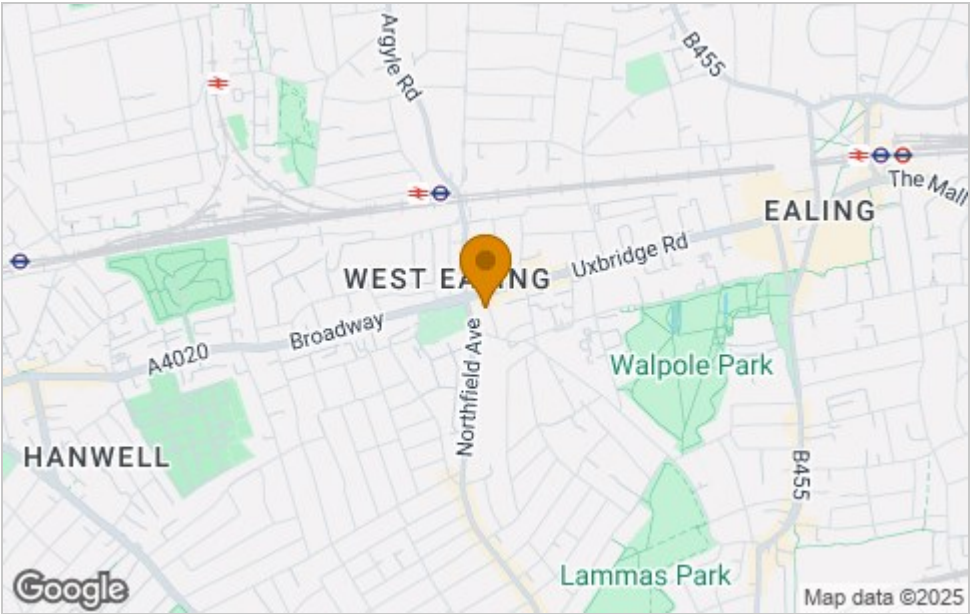 Argyle Rd
B455
The Mall
EALING
Uxbridge Rd
WEST EALING
Broadway
A4020
Northfield Ave
Walpole Park
HANWELL
B455
Lammas Park
Google
Map data ©2025